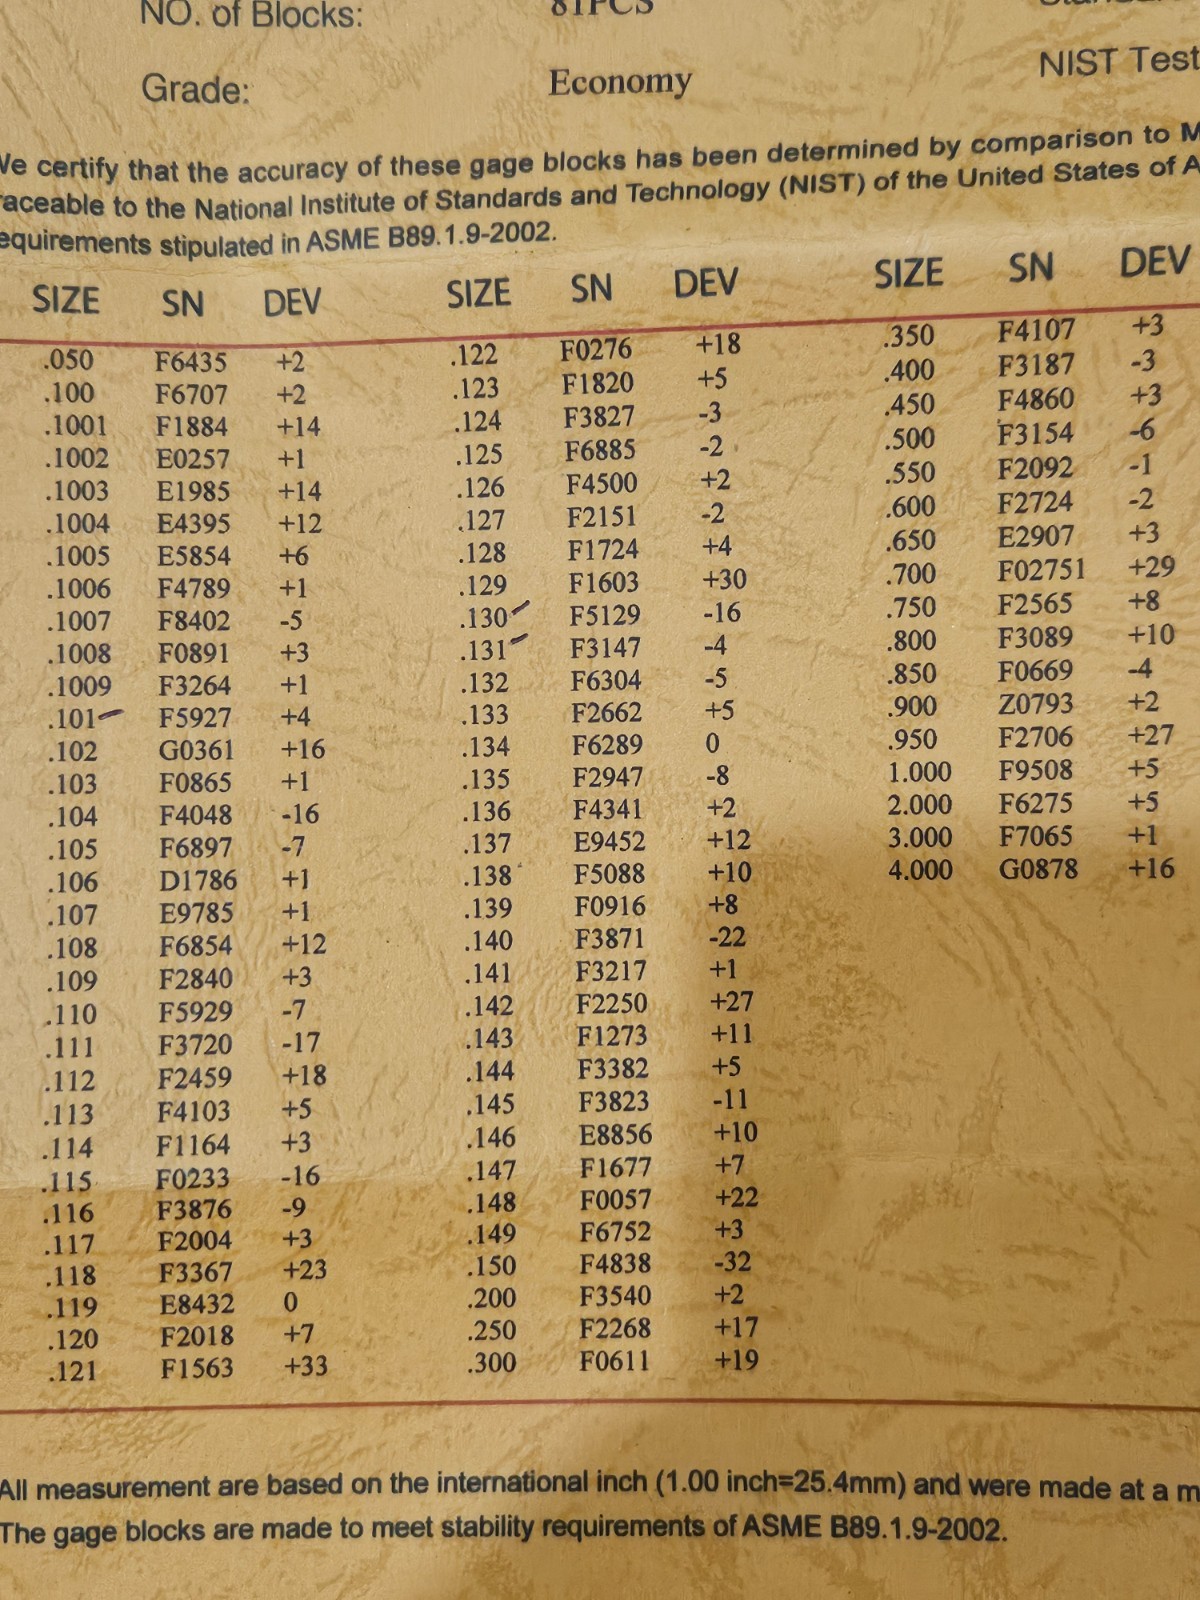 NO. of Blocks: 81PCS
Grade: Economy NIST Test
We certify that the accuracy of these gage blocks has been determined by comparison to
raceable to the National Institute of Standards and Technology (NIST) of the United States of
equirements stipulated in ASME B89.1.9-2002.
SIZE SN DEV SIZE SN DEV SIZE SN DEV
.050 F6435 +2 .122 F0276 +18 .350 F4107 +3
.100 F6707 +2 .123 F1820 +5 .400 F3187 -3
.1001 F1884 +14 .124 F3827 -3 .450 F4860 +3
.1002 E0257 +1 .125 F6885 -2 .500 F3154 -6
.1003 E1985 +14 .126 F4500 +2 .550 F2092 -1
.1004 E4395 +12 .127 F2151 -2 .600 F2724 -2
.1005 E5854 +6 .128 F1724 +4 .650 E2907 +3
.1006 F4789 +1 .129 F1603 +30 .700 F02751 +29
.1007 F8402 -5 .130 F5129 -16 .750 F2565 +8
.1008 F0891 +3 .131 F3147 -4 .800 F3089 +10
.1009 F3264 +1 .132 F6304 -5 .850 F0669 -4
.101 F5927 +4 .133 F2662 +5 .900 Z0793 +2
.102 G0361 +16 .134 F6289 0 .950 F2706 +27
.103 F0865 +1 .135 F2947 -8 1.000 F9508 +5
.104 F4048 -16 .136 F4341 +2 2.000 F6275 +5
.105 F6897 -7 .137 E9452 +12 3.000 F7065 +1
.106 D1786 +1 .138 F5088 +10 4.000 G0878 +16
.107 E9785 +1 .139 F0916 +8
.108 F6854 +12 .140 F3871 -22
.109 F2840 +3 .141 F3217 +1
.110 F5929 -7 .142 F2250 +27
.111 F3720 -17 .143 F1273 +11
.112 F2459 +18 .144 F3382 +5
.113 F4103 +5 .145 F3823 -11
.114 F1164 +3 .146 E8856 +10
.115 F0233 -16 .147 F1677 +7
.116 F3876 -9 .148 F0057 +22
.117 F2004 +3 .149 F6752 +3
.118 F3367 +23 .150 F4838 -32
.119 E8432 0 .200 F3540 +2
.120 F2018 +7 .250 F2268 +17
.121 F1563 +33 .300 F0611 +19
All measurement are based on the international inch (1.00 inch=25.4mm) and were made at a
The gage blocks are made to meet stability requirements of ASME B89.1.9-2002.